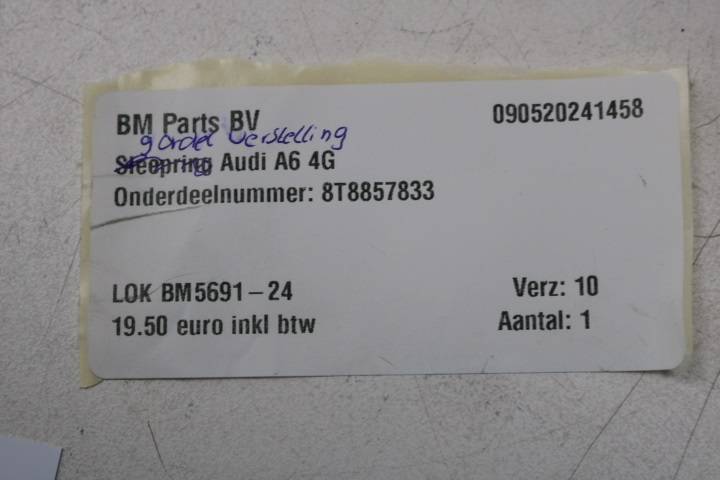 BM Parts BV 090520241458
gordel verstelling
Sleepring Audi A6 4G
Onderdeelnummer: 8T8857833
LOK BM5691-24 Verz: 10
19.50 euro inkl btw Aantal: 1